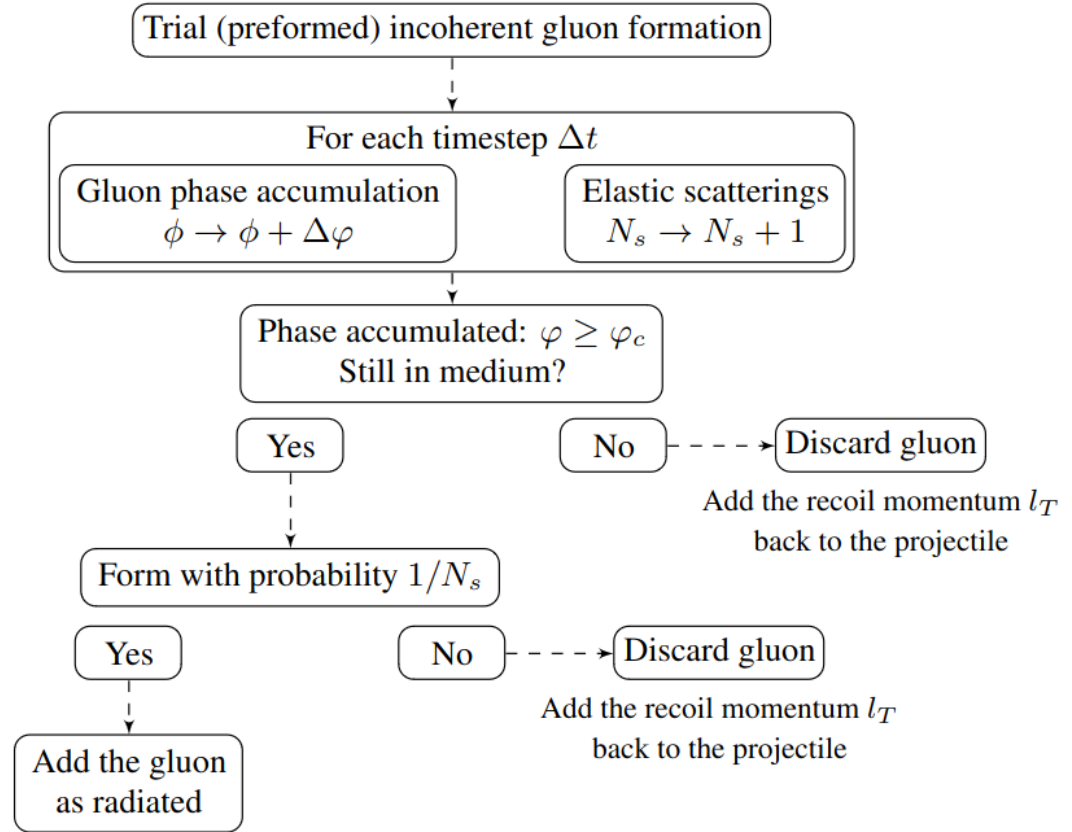 Trial (preformed) incoherent gluon formation
For each timestep Δt
Gluon phase accumulation
ϕ → ϕ + Δφ
Elastic scatterings
N_s → N_s + 1
Phase accumulated: φ ≥ φ_c
Still in medium?
Yes
No
Discard gluon
Add the recoil momentum l_T
back to the projectile
Form with probability 1/N_s
Yes
No
Discard gluon
Add the recoil momentum l_T
back to the projectile
Add the gluon
as radiated